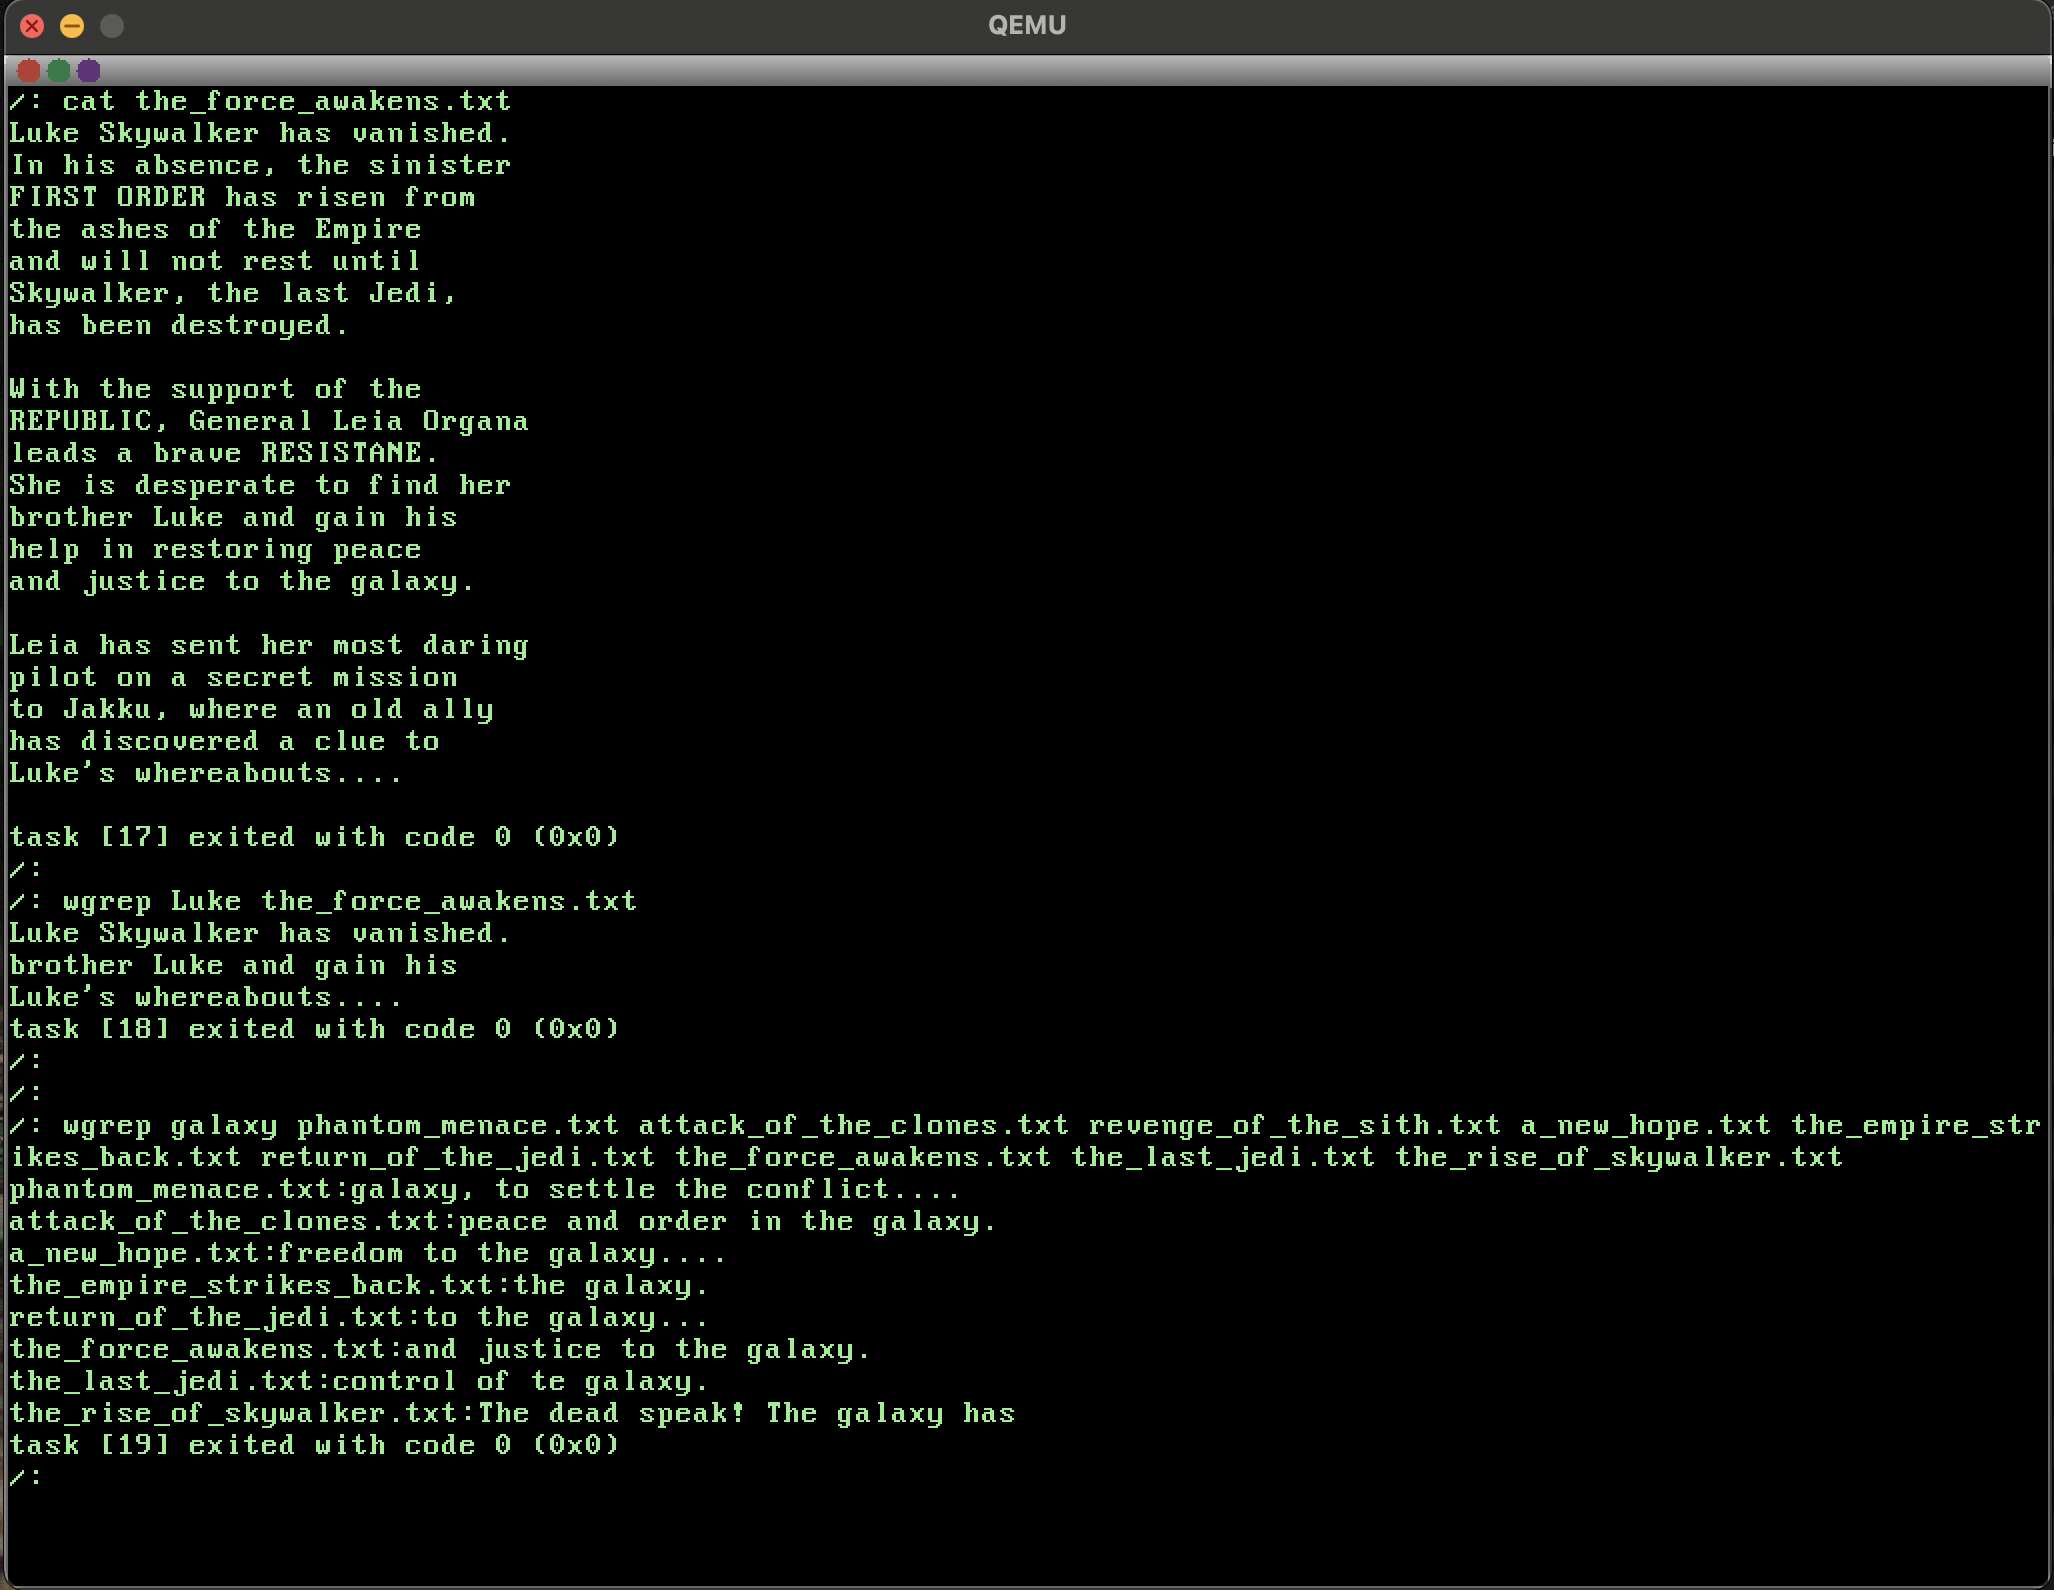 QEMU
/: cat the_force_awakens.txt
Luke Skywalker has vanished.
In his absence, the sinister
FIRST ORDER has risen from
the ashes of the Empire
and will not rest until
Skywalker, the last Jedi,
has been destroyed.
With the support of the
REPUBLIC, General Leia Organa
leads a brave RESISTANE.
She is desperate to find her
brother Luke and gain his
help in restoring peace
and justice to the galaxy.
Leia has sent her most daring
pilot on a secret mission
to Jakku, where an old ally
has discovered a clue to
Luke's whereabouts....
task [17] exited with code 0 (0x0)
/:
/: wgrep Luke the_force_awakens.txt
Luke Skywalker has vanished.
brother Luke and gain his
Luke's whereabouts....
task [18] exited with code 0 (0x0)
/:
/:
/: wgrep galaxy phantom_menace.txt attack_of_the_clones.txt revenge_of_the_sith.txt a_new_hope.txt the_empire_str
ikes_back.txt return_of_the_jedi.txt the_force_awakens.txt the_last_jedi.txt the_rise_of_skywalker.txt
phantom_menace.txt:galaxy, to settle the conflict....
attack_of_the_clones.txt:peace and order in the galaxy.
a_new_hope.txt:freedom to the galaxy....
the_empire_strikes_back.txt:the galaxy.
return_of_the_jedi.txt:to the galaxy...
the_force_awakens.txt:and justice to the galaxy.
the_last_jedi.txt:control of te galaxy.
the_rise_of_skywalker.txt:The dead speak! The galaxy has
task [19] exited with code 0 (0x0)
/: